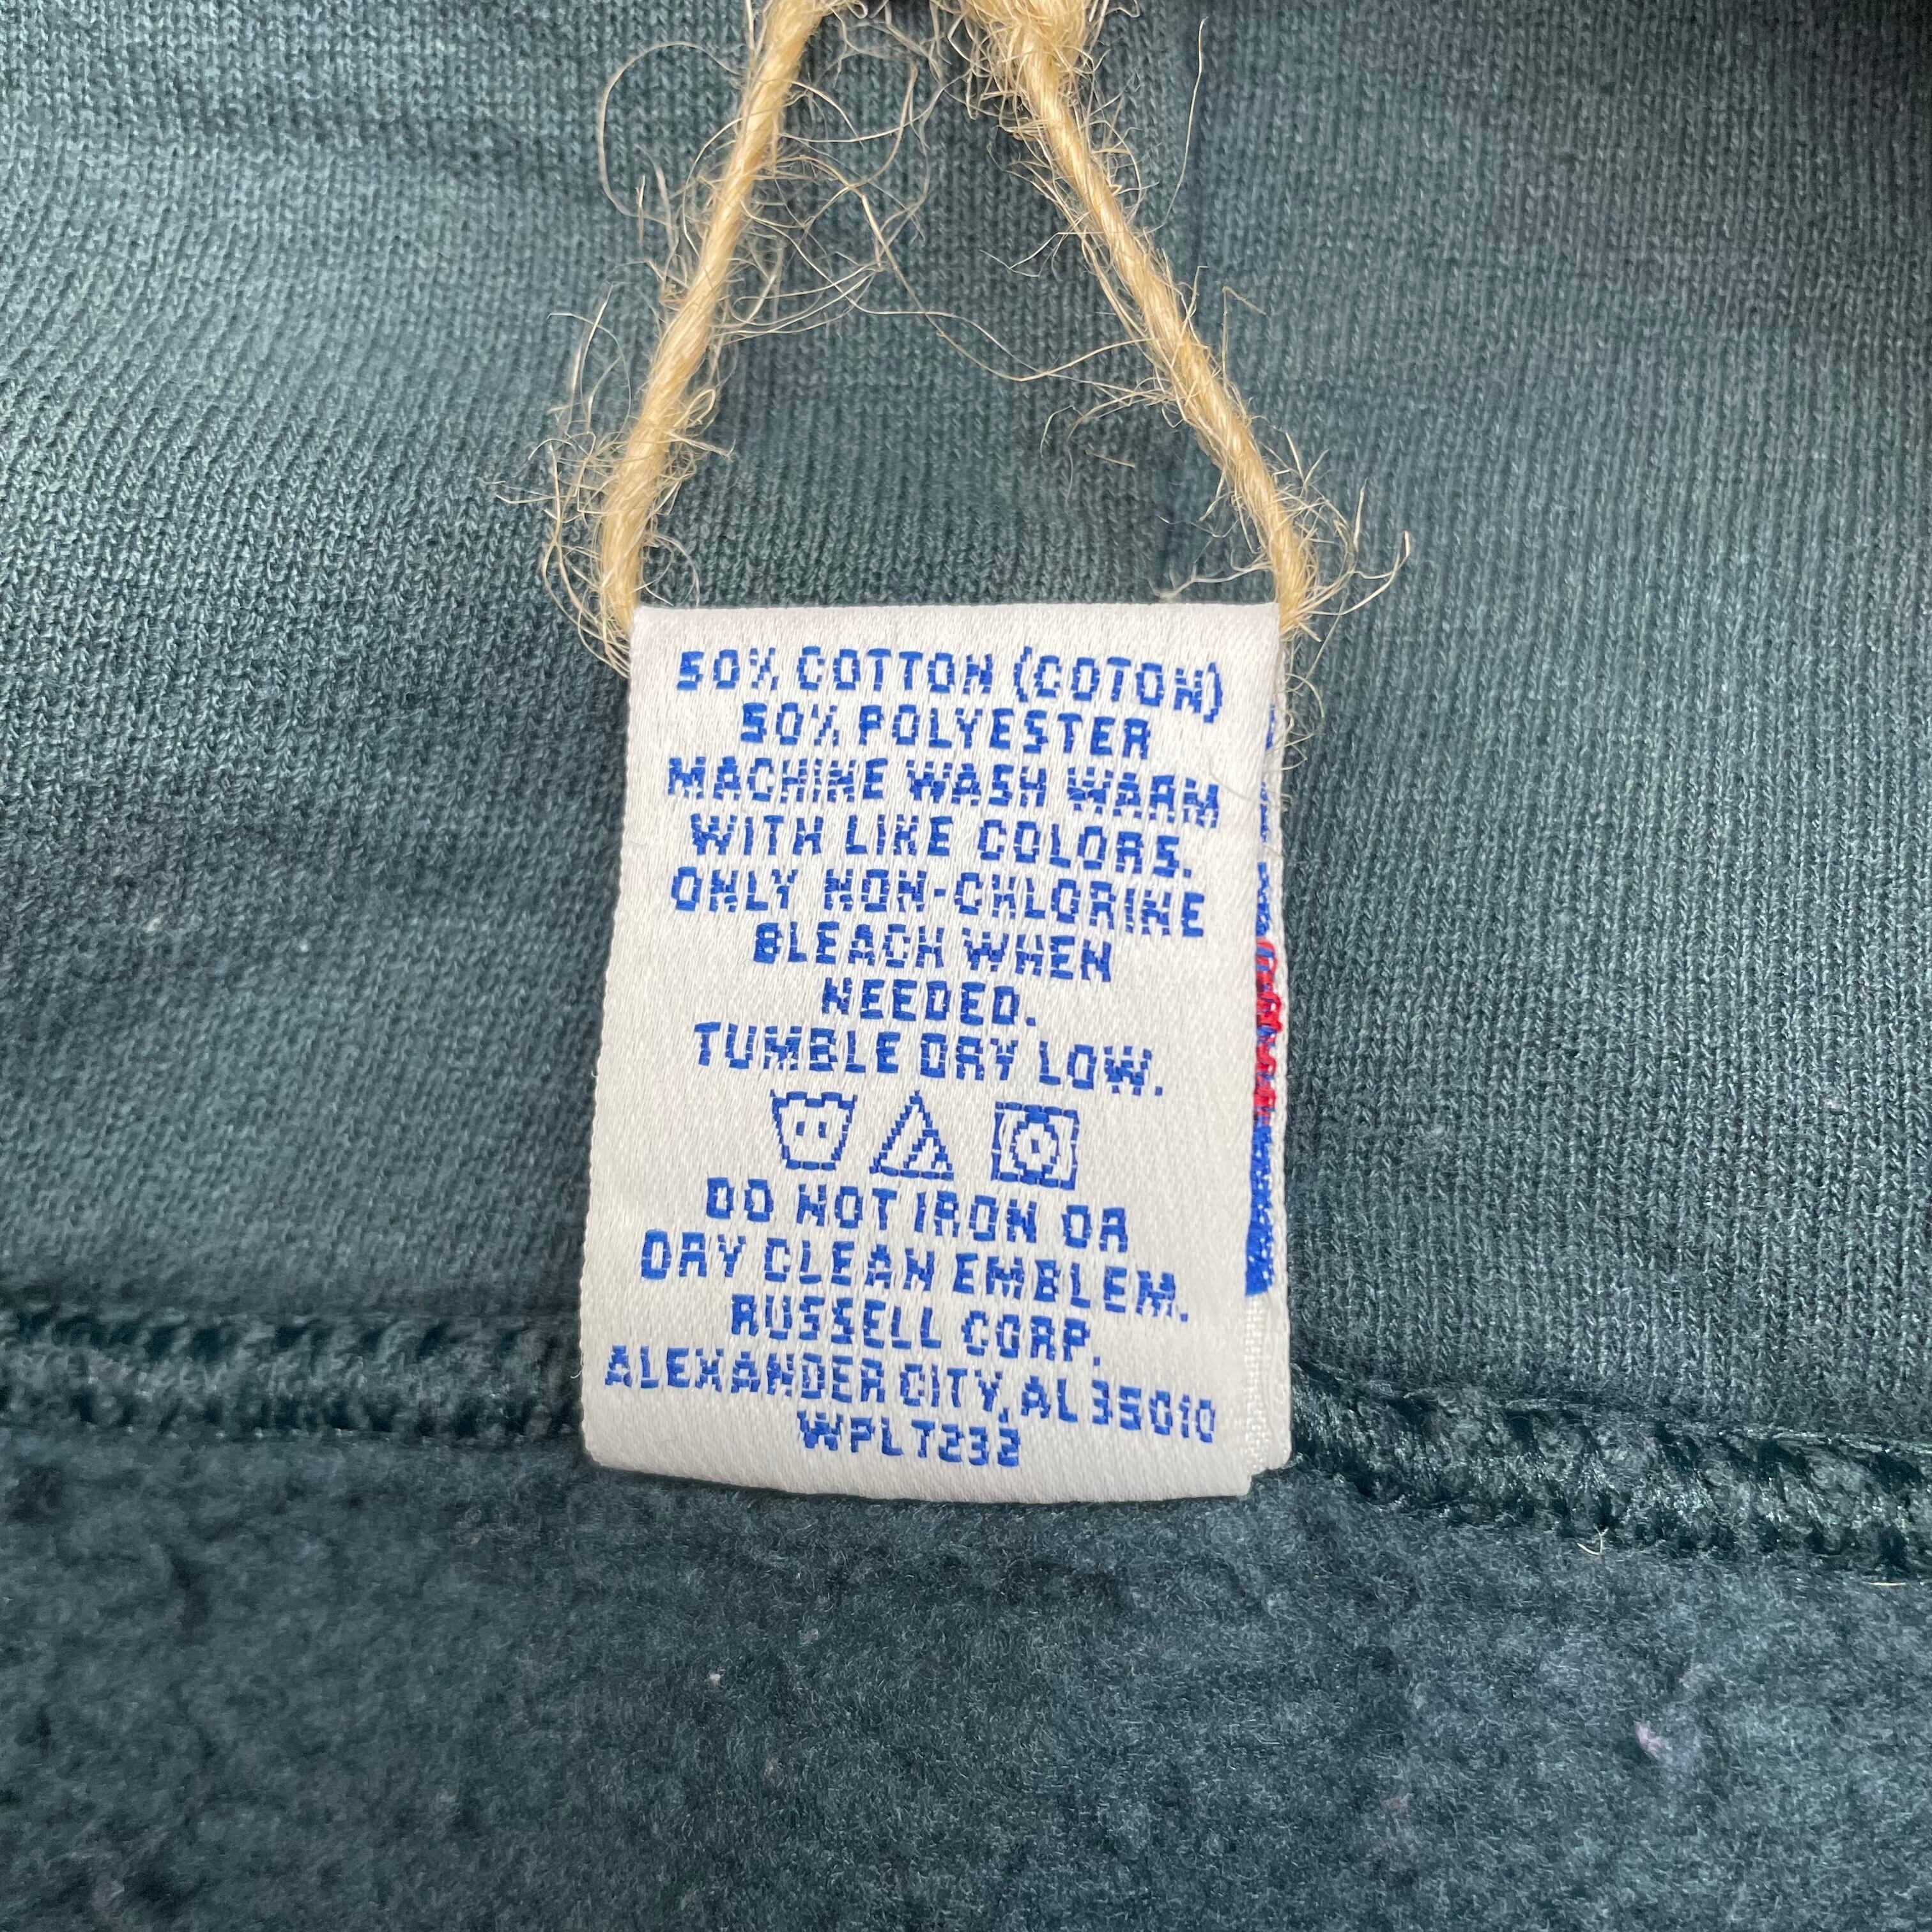 50% COTTON (COTON)
50% POLYESTER
MACHINE WASH WARM
WITH LIKE COLORS.
ONLY NON-CHLORINE
BLEACH WHEN
NEEDED.
TUMBLE DRY LOW.
DO NOT IRON OR
DRY CLEAN EMBLEM.
RUSSELL CORP.
ALEXANDER CITY, AL 35010
WPL 7232